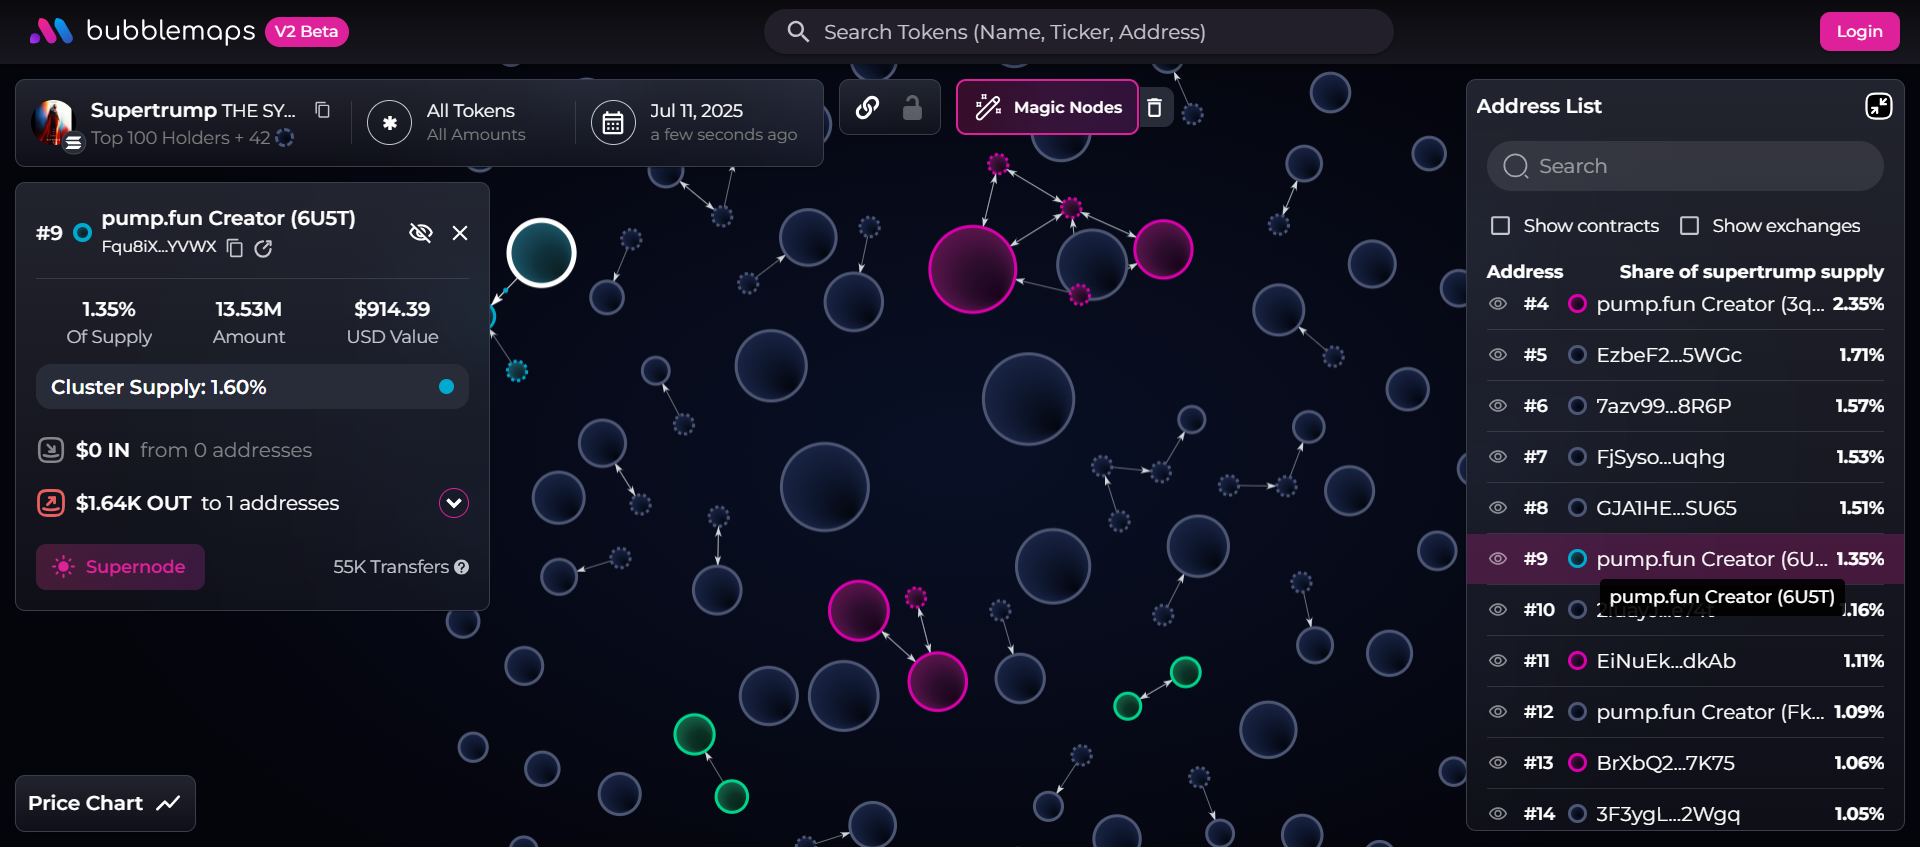 bubblemaps V2 Beta
Search Tokens (Name, Ticker, Address)
Login
Supertrump THE SY...
Top 100 Holders + 42
All Tokens
All Amounts
Jul 11, 2025
a few seconds ago
Magic Nodes
#9 pump.fun Creator (6U5T)
Fqu8iX...YVWX
1.35% 13.53M $914.39
Of Supply Amount USD Value
Cluster Supply: 1.60%
$0 IN from 0 addresses
$1.64K OUT to 1 addresses
Supernode 55K Transfers
Price Chart
Address List
Search
Show contracts Show exchanges
Address Share of supertrump supply
#4 pump.fun Creator (3q... 2.35%
#5 EzbeF2...5WGc 1.71%
#6 7azv99...8R6P 1.57%
#7 FjSyso...uqhg 1.53%
#8 GJA1HE...SU65 1.51%
#9 pump.fun Creator (6U... 1.35%
pump.fun Creator (6U5T)
#10 1.16%
#11 EiNuEk...dkAb 1.11%
#12 pump.fun Creator (Fk... 1.09%
#13 BrXbQ2...7K75 1.06%
#14 3F3ygL...2Wgq 1.05%